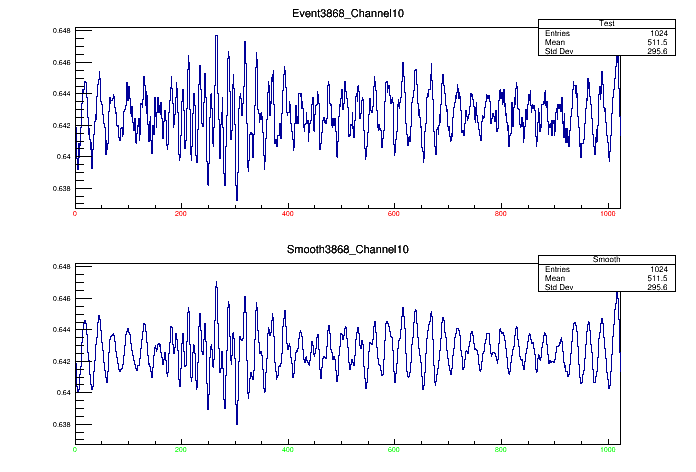 Event3868_Channel10
Test
Entries 1024
Mean 511.5
Std Dev 295.6
0.648
0.646
0.644
0.642
0.64
0.638
0 200 400 600 800 1000
Smooth3868_Channel10
Smooth
Entries 1024
Mean 511.5
Std Dev 295.6
0.648
0.646
0.644
0.642
0.64
0.638
0 200 400 600 800 1000